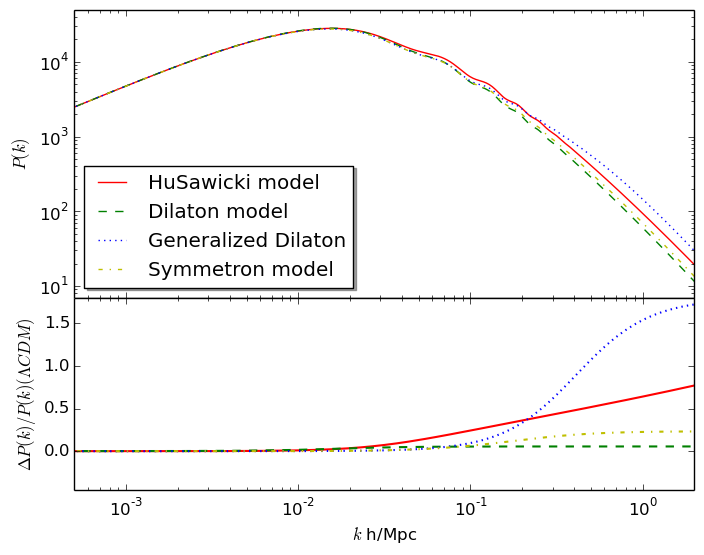 10^4
10^3
10^2
10^1
P(k)
HuSawicki model
Dilaton model
Generalized Dilaton
Symmetron model
1.5
1.0
0.5
0.0
ΔP(k)/P(k)(ΛCDM)
10^-3
10^-2
10^-1
10^0
k h/Mpc